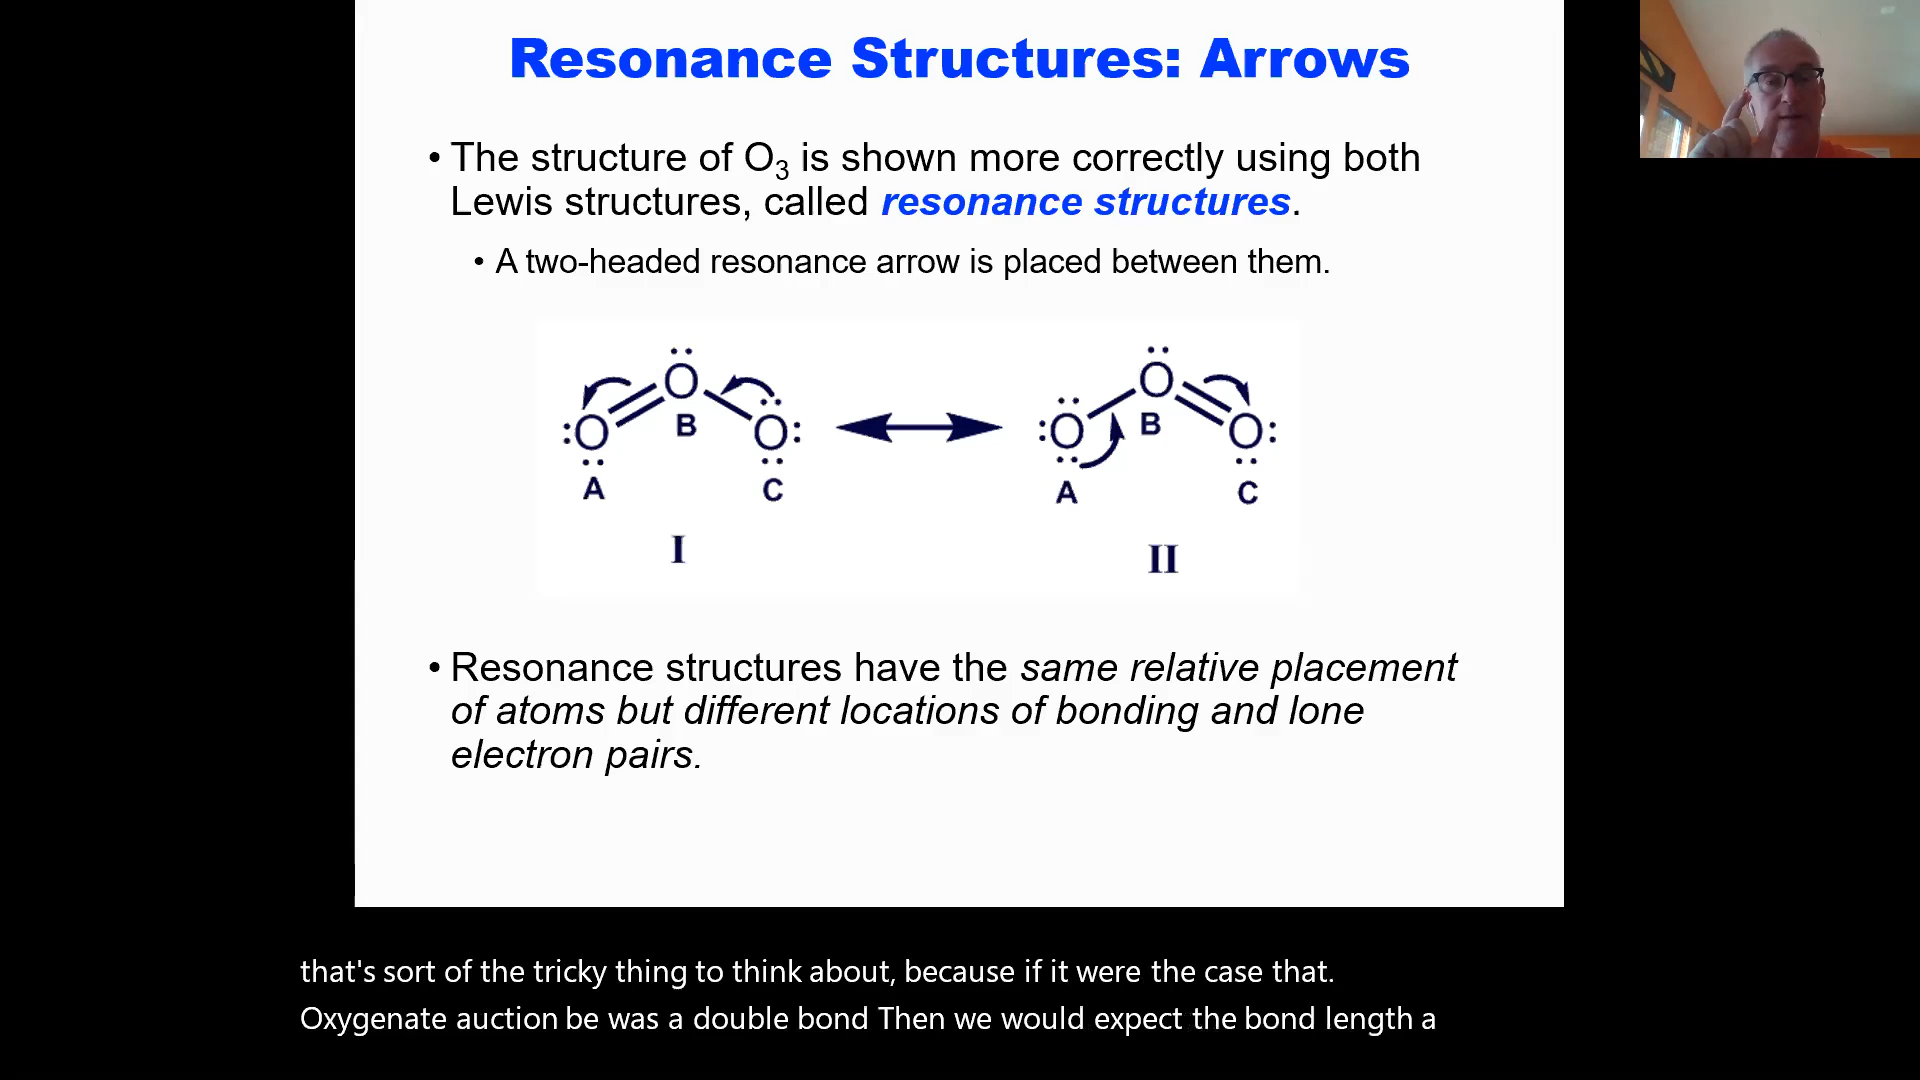 Resonance Structures: Arrows
• The structure of O₃ is shown more correctly using both
Lewis structures, called resonance structures.
• A two-headed resonance arrow is placed between them.
:O O O: :O O O:
A B C A B C
I II
• Resonance structures have the same relative placement
of atoms but different locations of bonding and lone
electron pairs.
that's sort of the tricky thing to think about, because if it were the case that.
Oxygenate auction be was a double bond Then we would expect the bond length a